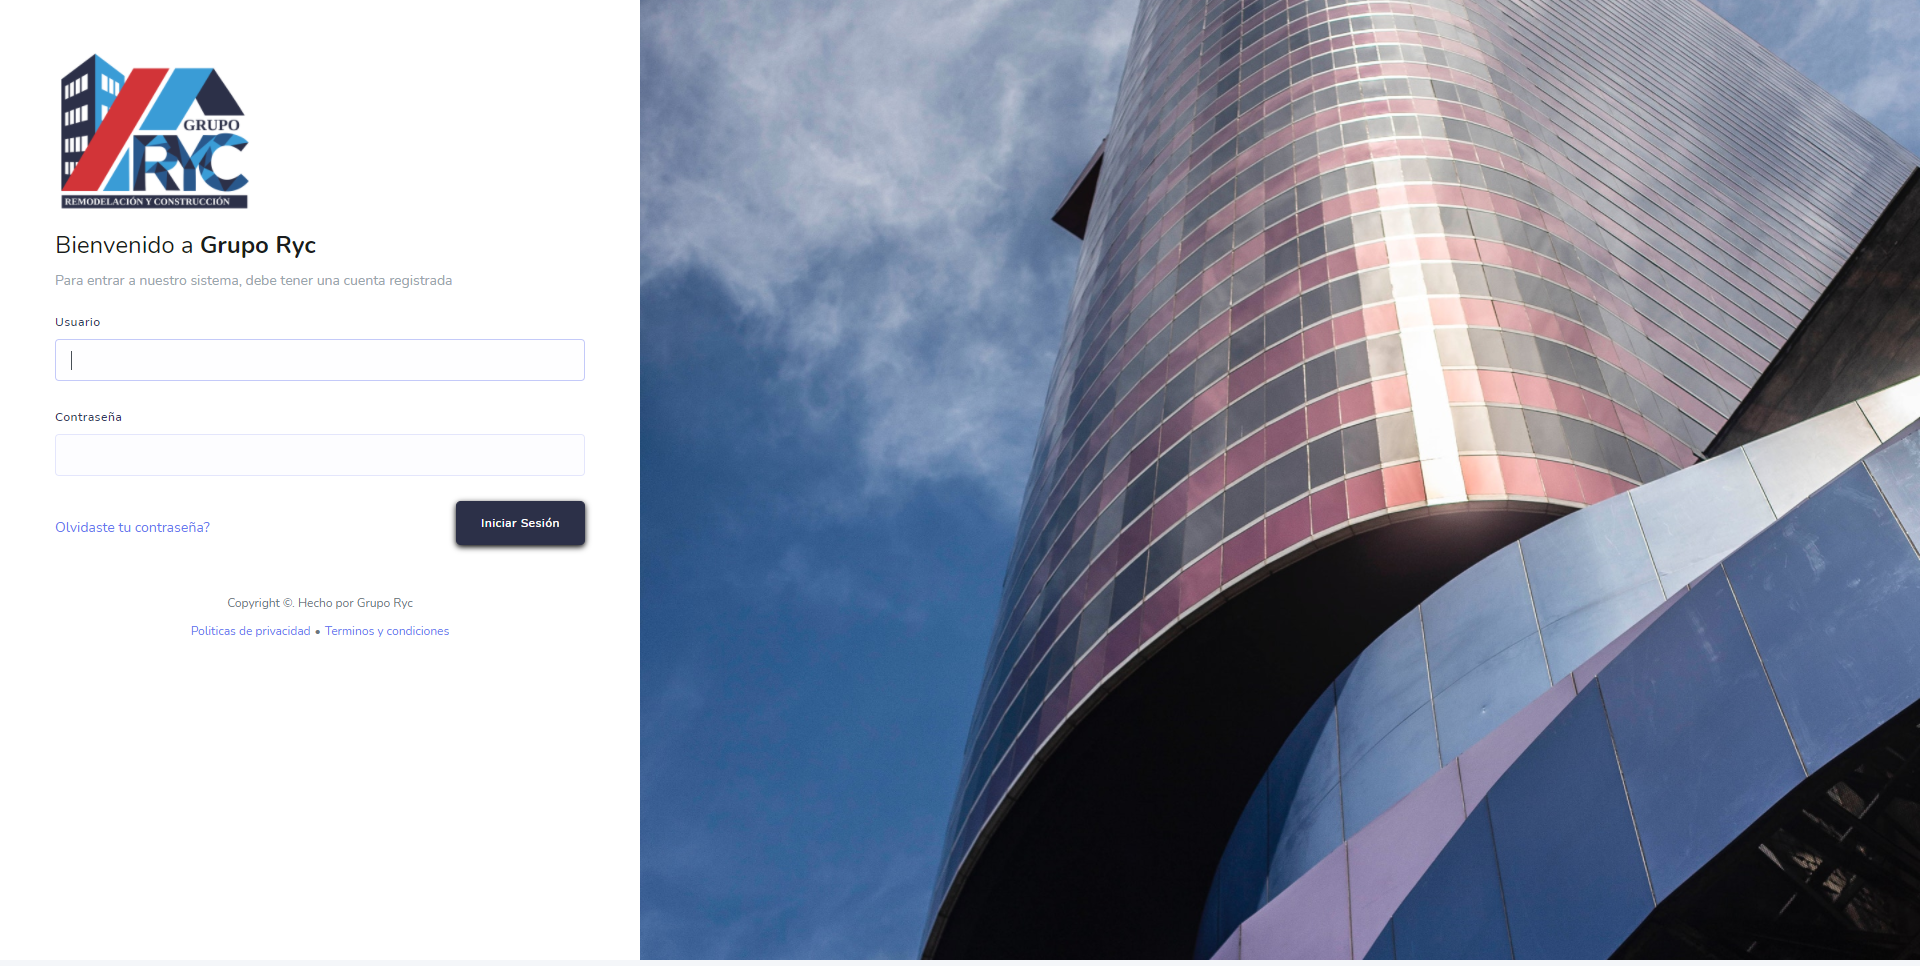 GRUPO
RYC
REMODELACIÓN Y CONSTRUCCIÓN
Bienvenido a Grupo Ryc
Para entrar a nuestro sistema, debe tener una cuenta registrada
Usuario
Contraseña
Olvidaste tu contraseña?
Iniciar Sesión
Copyright ©. Hecho por Grupo Ryc
Politicas de privacidad • Terminos y condiciones